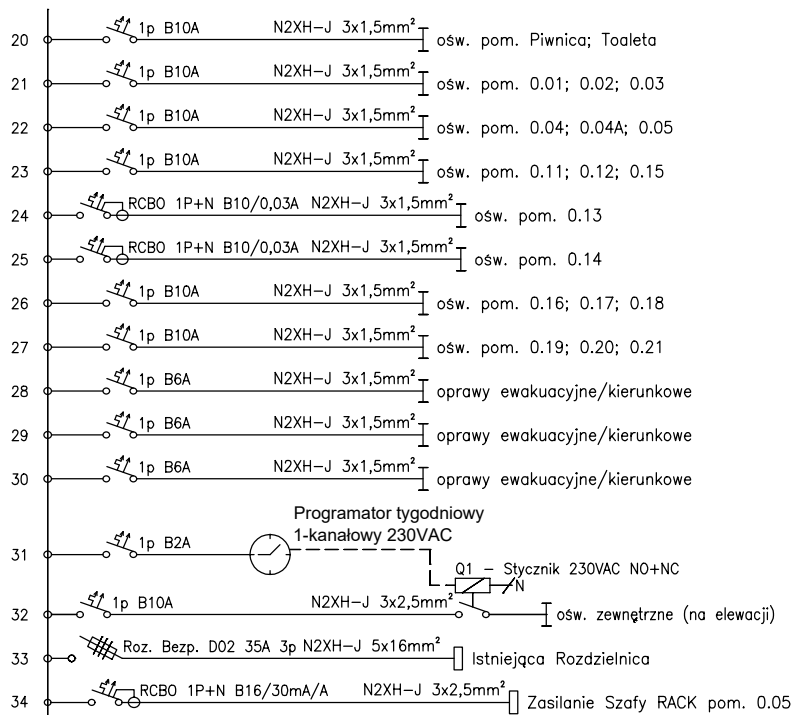 20 1p B10A N2XH-J 3x1,5mm² ośw. pom. Piwnica; Toaleta
21 1p B10A N2XH-J 3x1,5mm² ośw. pom. 0.01; 0.02; 0.03
22 1p B10A N2XH-J 3x1,5mm² ośw. pom. 0.04; 0.04A; 0.05
23 1p B10A N2XH-J 3x1,5mm² ośw. pom. 0.11; 0.12; 0.15
24 RCBO 1P+N B10/0,03A N2XH-J 3x1,5mm² ośw. pom. 0.13
25 RCBO 1P+N B10/0,03A N2XH-J 3x1,5mm² ośw. pom. 0.14
26 1p B10A N2XH-J 3x1,5mm² ośw. pom. 0.16; 0.17; 0.18
27 1p B10A N2XH-J 3x1,5mm² ośw. pom. 0.19; 0.20; 0.21
28 1p B6A N2XH-J 3x1,5mm² oprawy ewakuacyjne/kierunkowe
29 1p B6A N2XH-J 3x1,5mm² oprawy ewakuacyjne/kierunkowe
30 1p B6A N2XH-J 3x1,5mm² oprawy ewakuacyjne/kierunkowe
Programator tygodniowy
1-kanałowy 230VAC
31 1p B2A
Q1 - Stycznik 230VAC NO+NC
N
32 1p B10A N2XH-J 3x2,5mm² ośw. zewnętrzne (na elewacji)
33 Roz. Bezp. D02 35A 3p N2XH-J 5x16mm² Istniejąca Rozdzielnica
34 RCBO 1P+N B16/30mA/A N2XH-J 3x2,5mm² Zasilanie Szafy RACK pom. 0.05